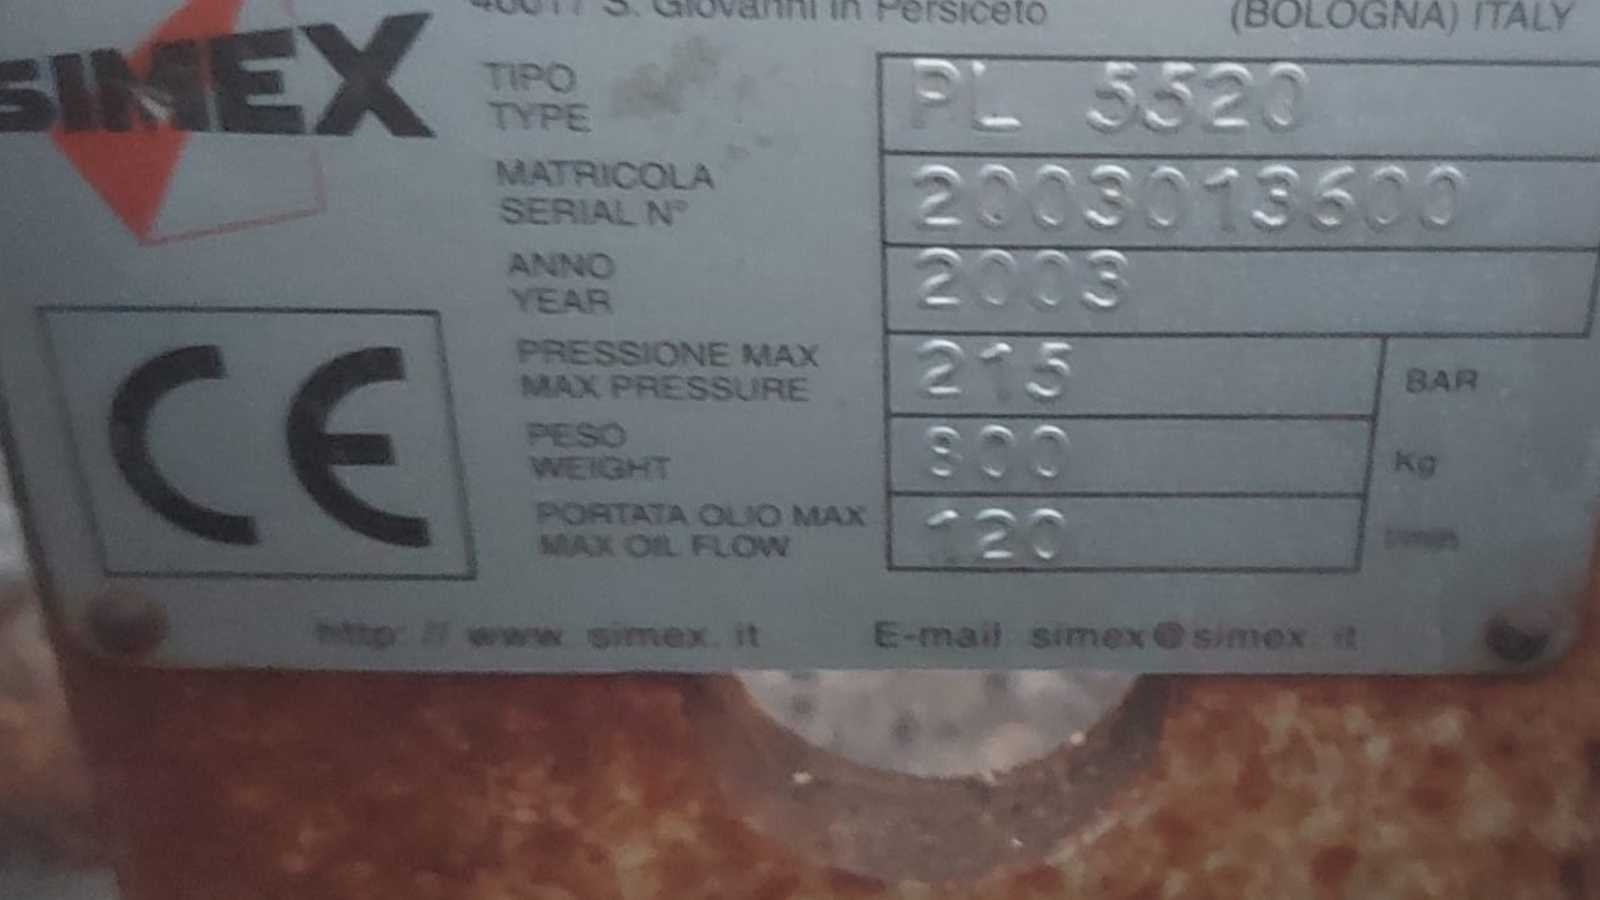 SIMEX
40017 S. Giovanni in Persiceto (BOLOGNA) ITALY
TIPO
TYPE PL 5520
MATRICOLA
SERIAL N° 2003013600
ANNO
YEAR 2003
PRESSIONE MAX
MAX PRESSURE 215 BAR
PESO
WEIGHT 800 Kg
PORTATA OLIO MAX
MAX OIL FLOW 120 l/min
CE
http://www.simex.it E-mail simex@simex.it